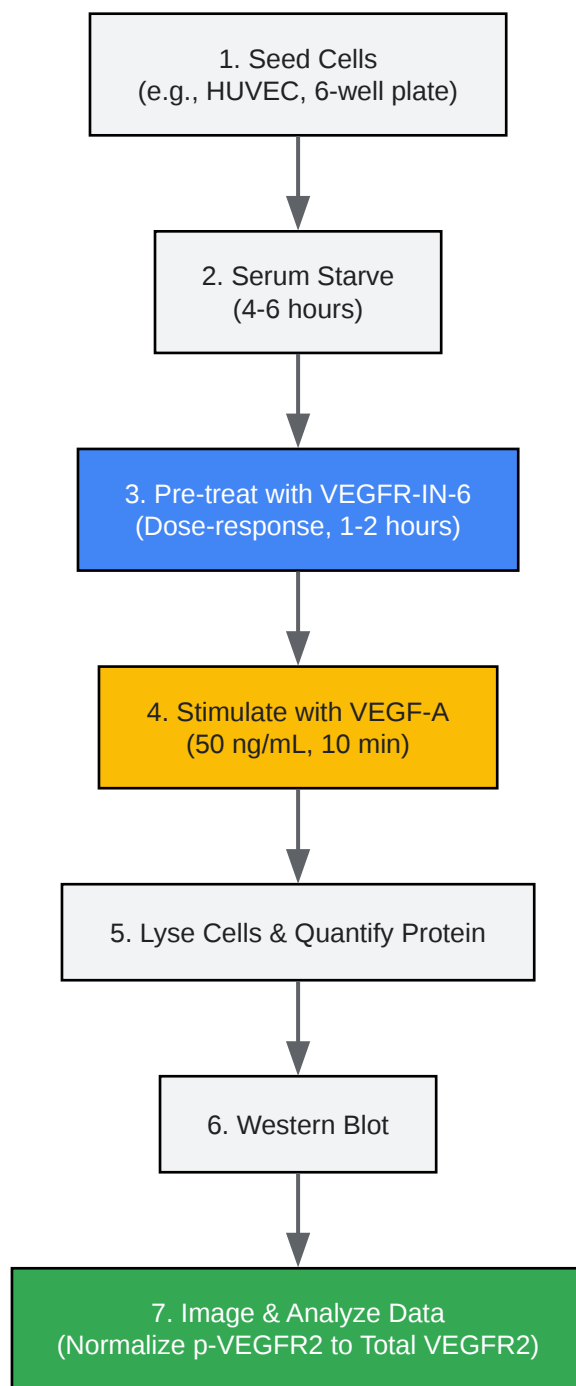 1. Seed Cells
(e.g., HUVEC, 6-well plate)
2. Serum Starve
(4-6 hours)
3. Pre-treat with VEGFR-IN-6
(Dose-response, 1-2 hours)
4. Stimulate with VEGF-A
(50 ng/mL, 10 min)
5. Lyse Cells & Quantify Protein
6. Western Blot
7. Image & Analyze Data
(Normalize p-VEGFR2 to Total VEGFR2)